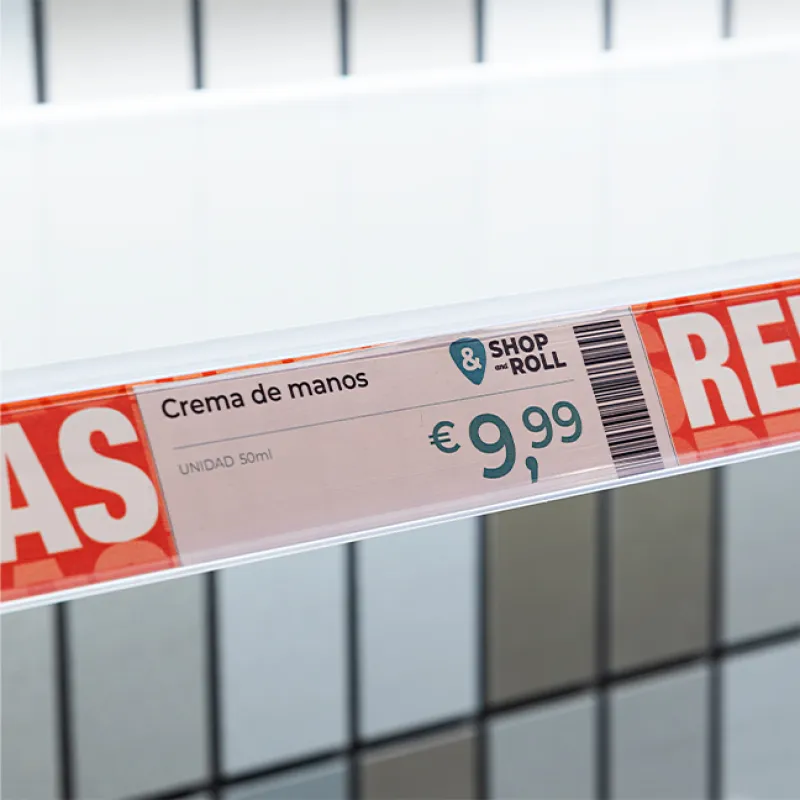 AS
Crema de manos
UNIDAD 50ml
& SHOP
and ROLL
€ 9,99
RE